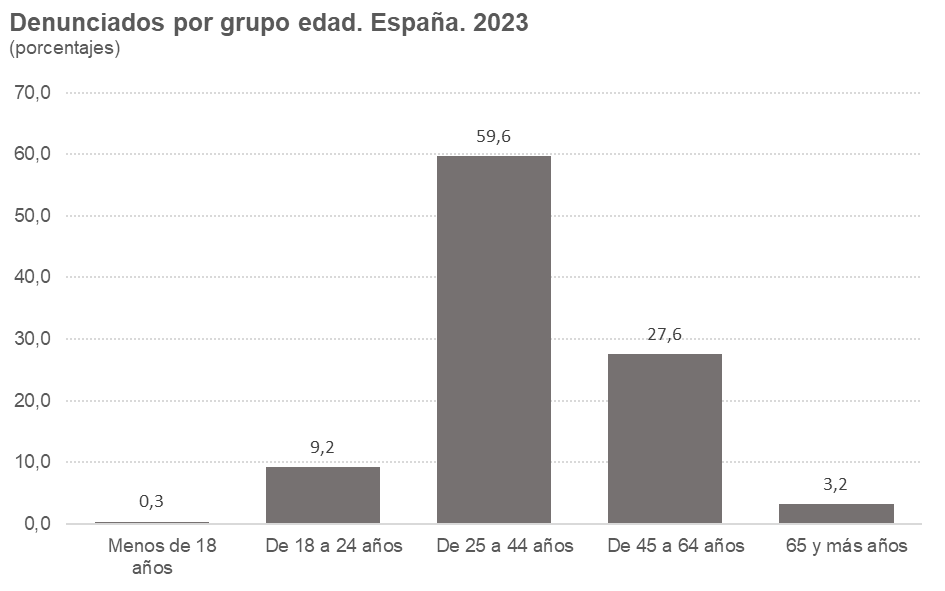 Denunciados por grupo edad. España. 2023
(porcentajes)
70,0
60,0
50,0
40,0
30,0
20,0
10,0
0,0
0,3
9,2
59,6
27,6
3,2
Menos de 18
años
De 18 a 24 años
De 25 a 44 años
De 45 a 64 años
65 y más años